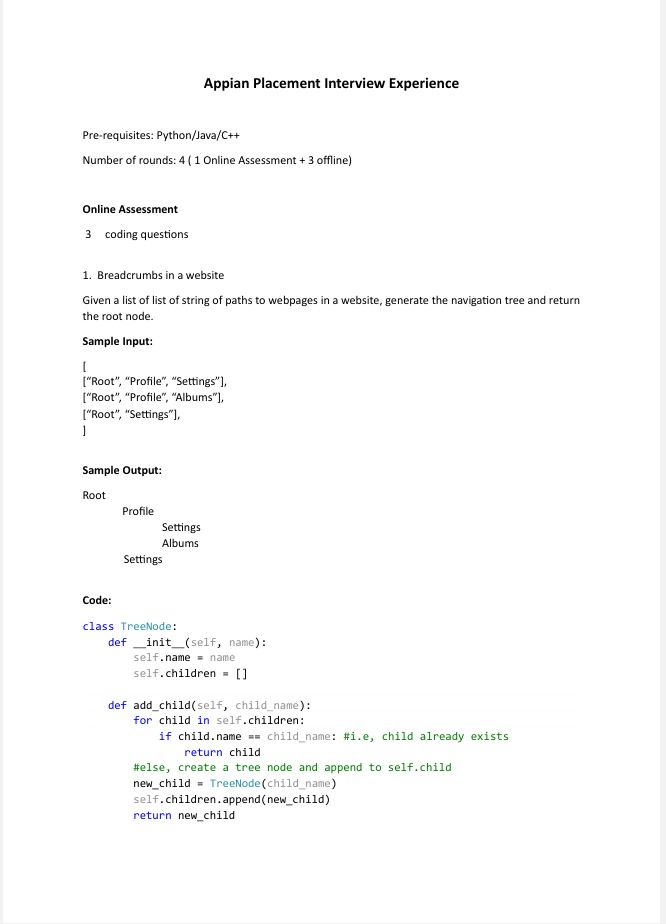 Appian Placement Interview Experience
Pre-requisites: Python/Java/C++
Number of rounds: 4 ( 1 Online Assessment + 3 offline)
Online Assessment
3 coding questions
1. Breadcrumbs in a website
Given a list of list of string of paths to webpages in a website, generate the navigation tree and return
the root node.
Sample Input:
[
[“Root”, “Profile”, “Settings”],
[“Root”, “Profile”, “Albums”],
[“Root”, “Settings”],
]
Sample Output:
Root
Profile
Settings
Albums
Settings
Code:
class TreeNode:
    def __init__(self, name):
        self.name = name
        self.children = []
    def add_child(self, child_name):
        for child in self.children:
            if child.name == child_name: #i.e, child already exists
                return child
        #else, create a tree node and append to self.child
        new_child = TreeNode(child_name)
        self.children.append(new_child)
        return new_child